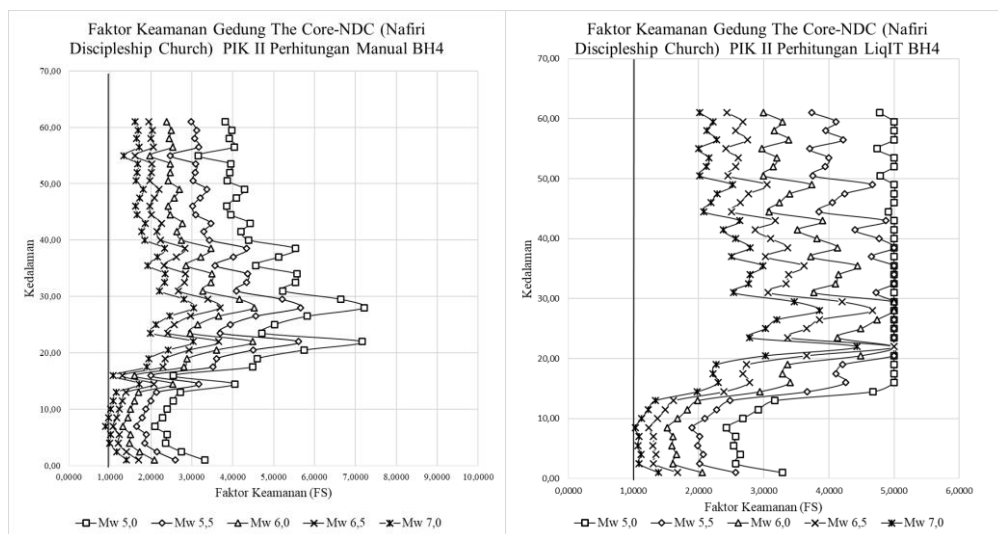 Faktor Keamanan Gedung The Core-NDC (Nafiri
Discipleship Church) PIK II Perhitungan Manual BH4
70,00
60,00
50,00
40,00
30,00
20,00
10,00
0,00
Kedalaman
0,0000 1,0000 2,0000 3,0000 4,0000 5,0000 6,0000 7,0000 8,0000 9,0000 10,0000
Faktor Keamanan (FS)
Mw 5,0 Mw 5,5 Mw 6,0 Mw 6,5 Mw 7,0
Faktor Keamanan Gedung The Core-NDC (Nafiri
Discipleship Church) PIK II Perhitungan LiqIT BH4
70,00
60,00
50,00
40,00
30,00
20,00
10,00
0,00
Kedalaman
0,0000 1,0000 2,0000 3,0000 4,0000 5,0000 6,0000
Faktor Keamanan (FS)
Mw 5,0 Mw 5,5 Mw 6,0 Mw 6,5 Mw 7,0